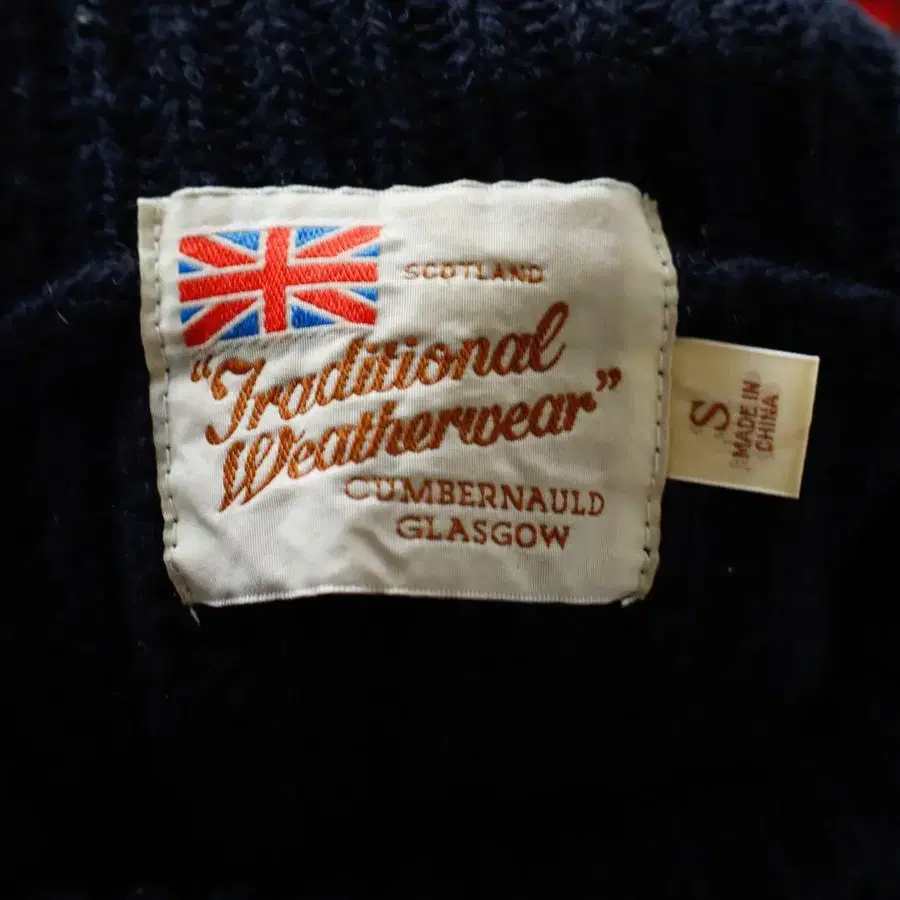 SCOTLAND
"Traditional
Weatherwear"
CUMBERNAULD
GLASGOW
S
MADE IN
CHINA